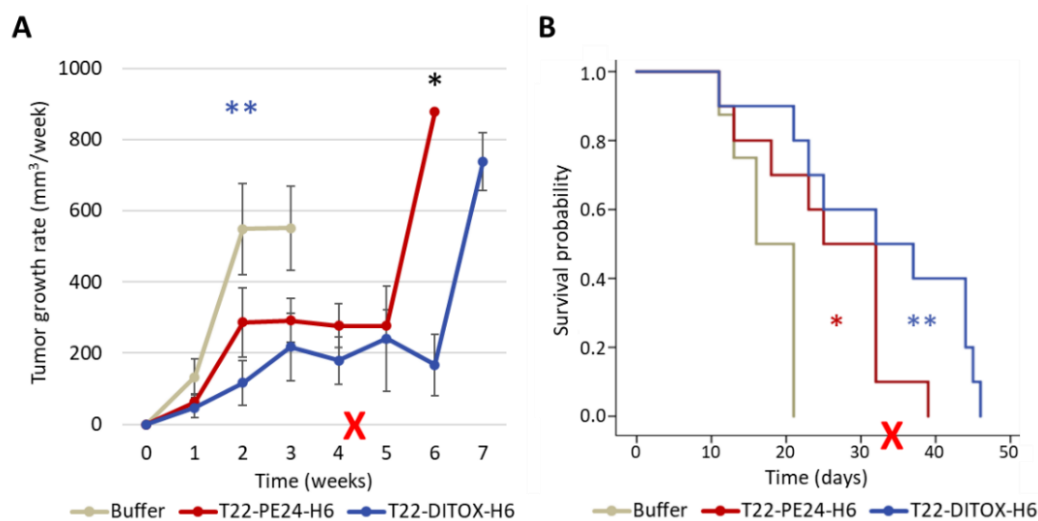 A
Tumor growth rate (mm³/week)
1000
800
600
400
200
0
**
*
X
0 1 2 3 4 5 6 7
Time (weeks)
Buffer T22-PE24-H6 T22-DITOX-H6
B
Survival probability
1.0
0.8
0.6
0.4
0.2
0.0
* **
X
0 10 20 30 40 50
Time (days)
Buffer T22-PE24-H6 T22-DITOX-H6